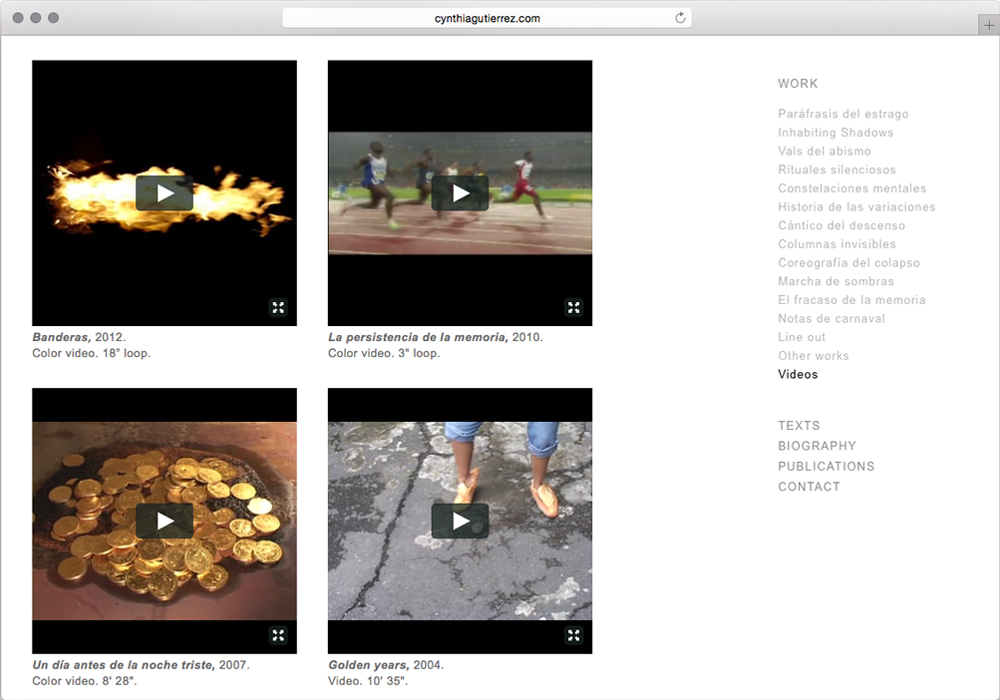 cynthiagutierrez.com
Banderas, 2012.
Color video. 18" loop.
La persistencia de la memoria, 2010.
Color video. 3" loop.
Un día antes de la noche triste, 2007.
Color video. 8' 28".
Golden years, 2004.
Video. 10' 35".
WORK
Paráfrasis del estrago
Inhabiting Shadows
Vals del abismo
Rituales silenciosos
Constelaciones mentales
Historia de las variaciones
Cántico del descenso
Columnas invisibles
Coreografía del colapso
Marcha de sombras
El fracaso de la memoria
Notas de carnaval
Line out
Other works
Videos
TEXTS
BIOGRAPHY
PUBLICATIONS
CONTACT